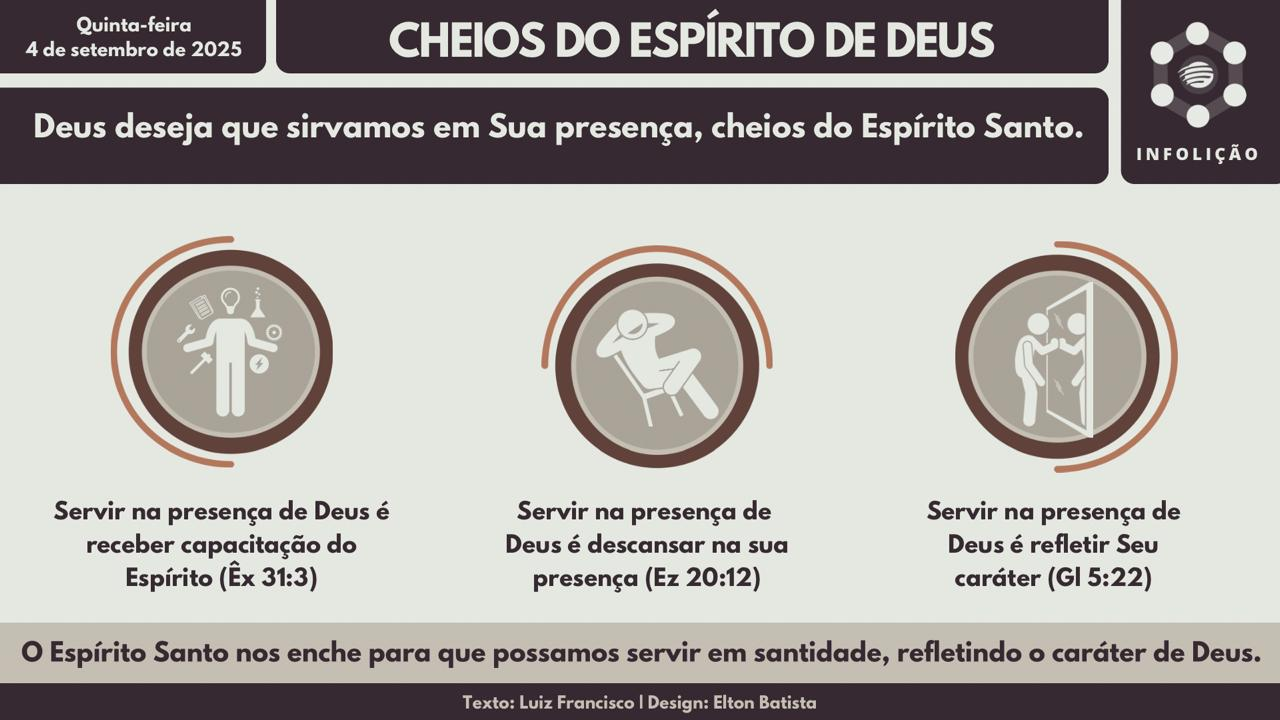 Quinta-feira
4 de setembro de 2025
CHEIOS DO ESPÍRITO DE DEUS
INFOLIÇÃO
Deus deseja que sirvamos em Sua presença, cheios do Espírito Santo.
Servir na presença de Deus é
receber capacitação do
Espírito (Êx 31:3)
Servir na presença de
Deus é descansar na sua
presença (Ez 20:12)
Servir na presença de
Deus é refletir Seu
caráter (Gl 5:22)
O Espírito Santo nos enche para que possamos servir em santidade, refletindo o caráter de Deus.
Texto: Luiz Francisco | Design: Elton Batista